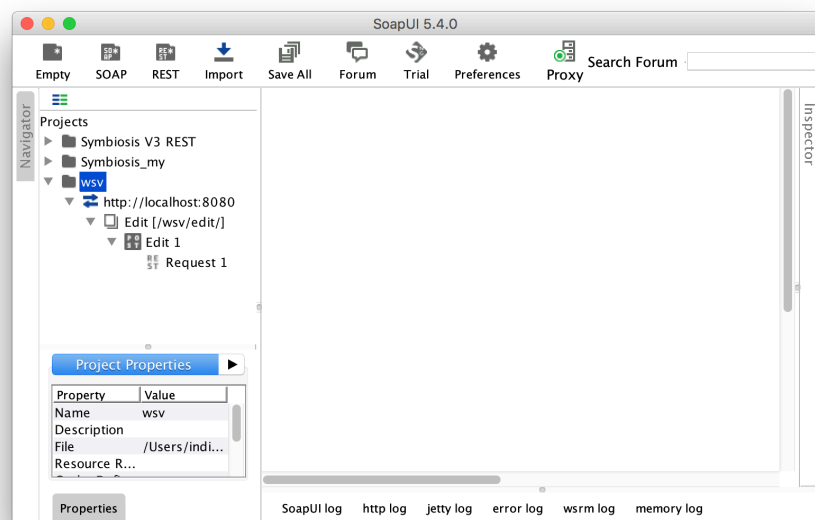 SoapUI 5.4.0
Empty SOAP REST Import Save All Forum Trial Preferences Proxy Search Forum
Navigator
Inspector
Projects
Symbiosis V3 REST
Symbiosis_my
wsv
http://localhost:8080
Edit [/wsv/edit/]
POST Edit 1
REST Request 1
Project Properties
Property Value
Name wsv
Description
File /Users/indi...
Resource R...
Properties
SoapUI log http log jetty log error log wsrm log memory log